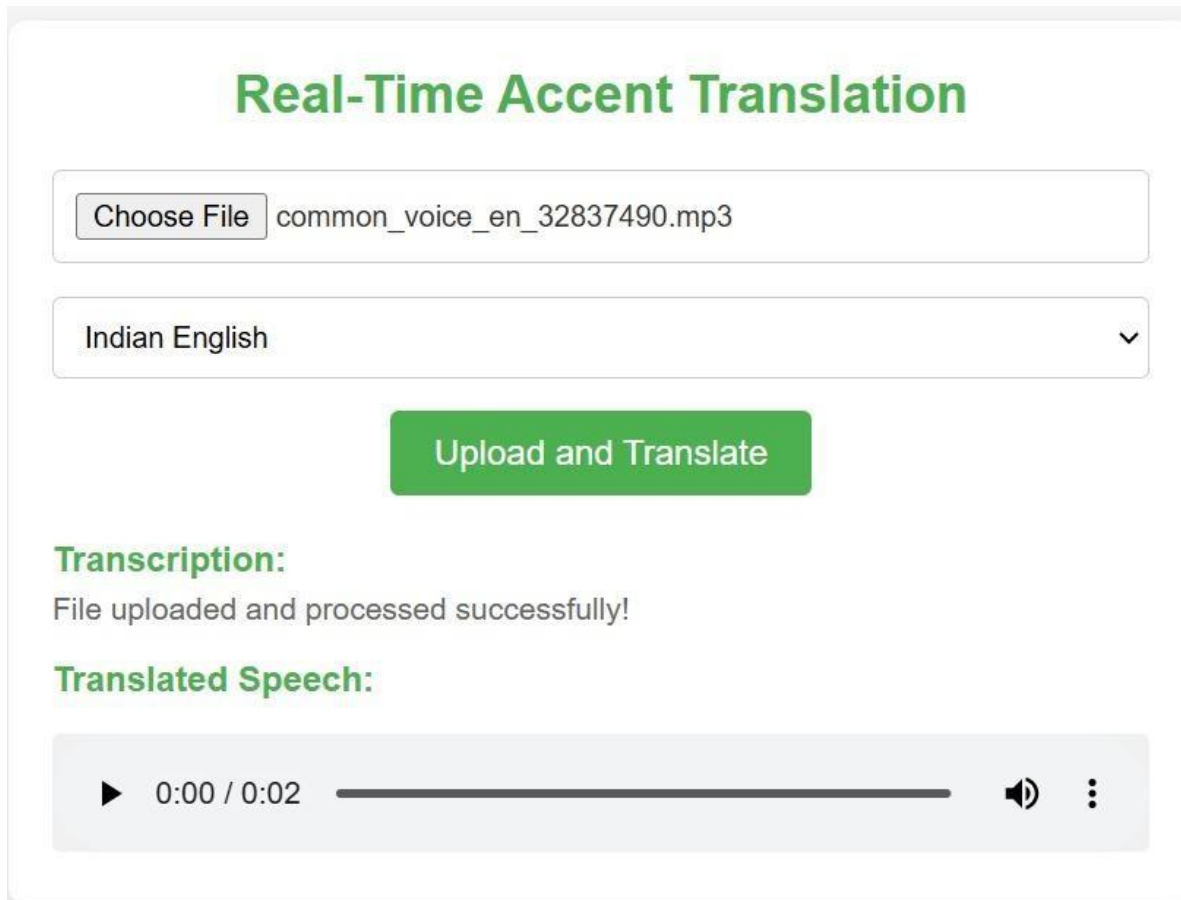 Real-Time Accent Translation
Choose File common_voice_en_32837490.mp3
Indian English
Upload and Translate
Transcription:
File uploaded and processed successfully!
Translated Speech:
0:00 / 0:02